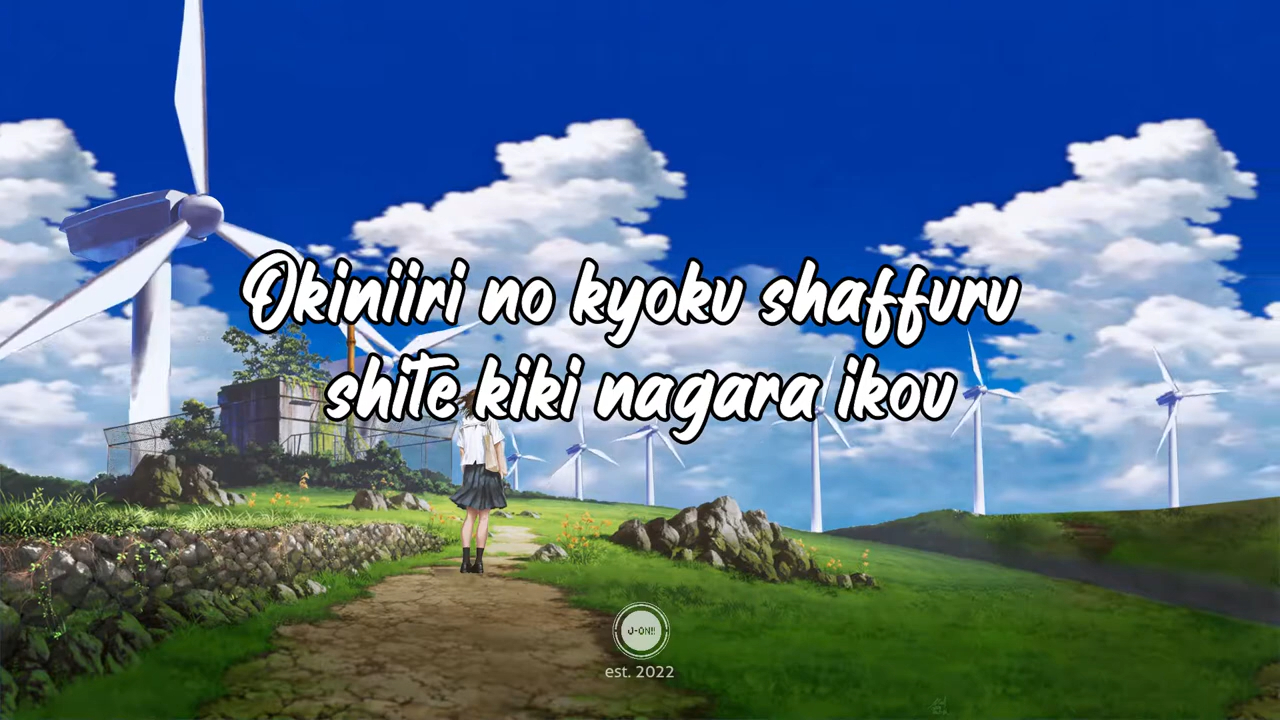 Okiniiri no kyoku shaffuru
shite kiki nagara ikou
J-ON!!
est. 2022